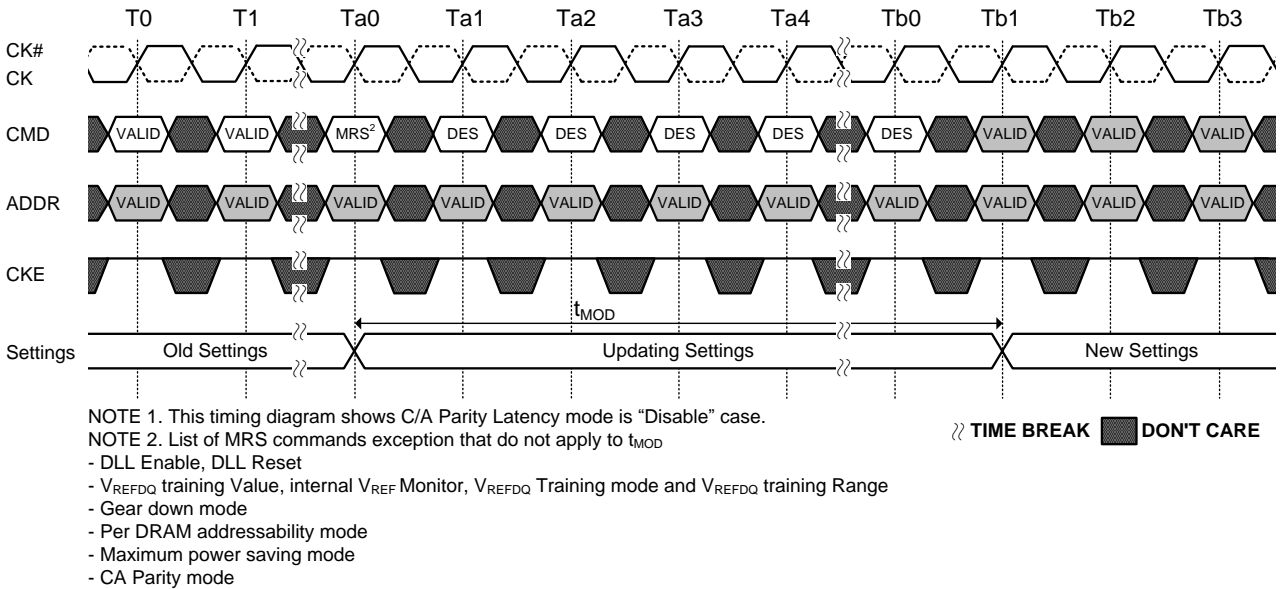 T0 T1 Ta0 Ta1 Ta2 Ta3 Ta4 Tb0 Tb1 Tb2 Tb3
CK#
CK
CMD VALID VALID MRS² DES DES DES DES DES VALID VALID VALID
ADDR VALID VALID VALID VALID VALID VALID VALID VALID VALID VALID VALID
CKE
tMOD
Settings Old Settings Updating Settings New Settings
NOTE 1. This timing diagram shows C/A Parity Latency mode is “Disable” case.
NOTE 2. List of MRS commands exception that do not apply to tMOD
- DLL Enable, DLL Reset
- VREFDQ training Value, internal VREF Monitor, VREFDQ Training mode and VREFDQ training Range
- Gear down mode
- Per DRAM addressability mode
- Maximum power saving mode
- CA Parity mode
TIME BREAK DON'T CARE